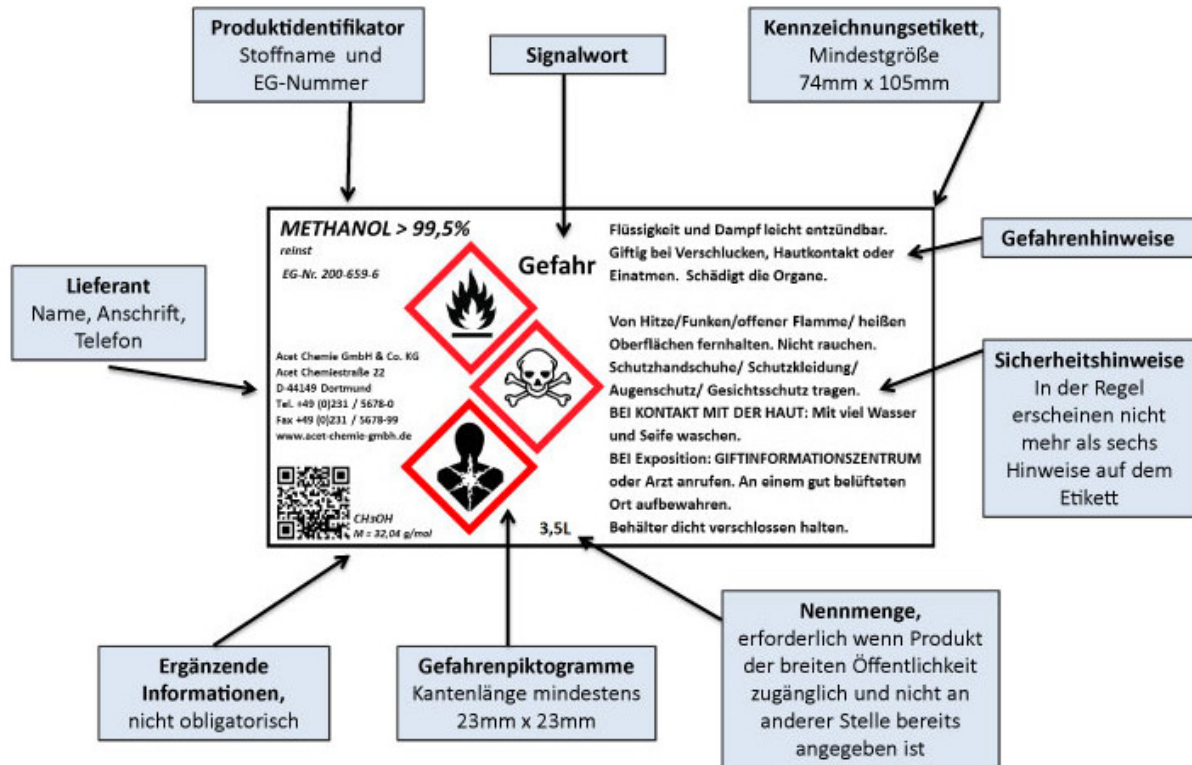 Produktidentifikator
Stoffname und
EG-Nummer
Signalwort
Kennzeichnungsetikett,
Mindestgröße
74mm x 105mm
Lieferant
Name, Anschrift,
Telefon
METHANOL > 99,5%
reinst
EG-Nr. 200-659-6
Acet Chemie GmbH & Co. KG
Acet Chemiestraße 22
D-44149 Dortmund
Tel. +49 (0)231 / 5678-0
Fax +49 (0)231 / 5678-99
www.acet-chemie-gmbh.de
CH3OH
M = 32,04 g/mol
Gefahr
3,5L
Flüssigkeit und Dampf leicht entzündbar.
Giftig bei Verschlucken, Hautkontakt oder
Einatmen. Schädigt die Organe.
Von Hitze/Funken/offener Flamme/ heißen
Oberflächen fernhalten. Nicht rauchen.
Schutzhandschuhe/ Schutzkleidung/
Augenschutz/ Gesichtsschutz tragen.
BEI KONTAKT MIT DER HAUT: Mit viel Wasser
und Seife waschen.
BEI Exposition: GIFTINFORMATIONSZENTRUM
oder Arzt anrufen. An einem gut belüfteten
Ort aufbewahren.
Behälter dicht verschlossen halten.
Gefahrenhinweise
Sicherheitshinweise
In der Regel
erscheinen nicht
mehr als sechs
Hinweise auf dem
Etikett
Ergänzende
Informationen,
nicht obligatorisch
Gefahrenpiktogramme
Kantenlänge mindestens
23mm x 23mm
Nennmenge,
erforderlich wenn Produkt
der breiten Öffentlichkeit
zugänglich und nicht an
anderer Stelle bereits
angegeben ist